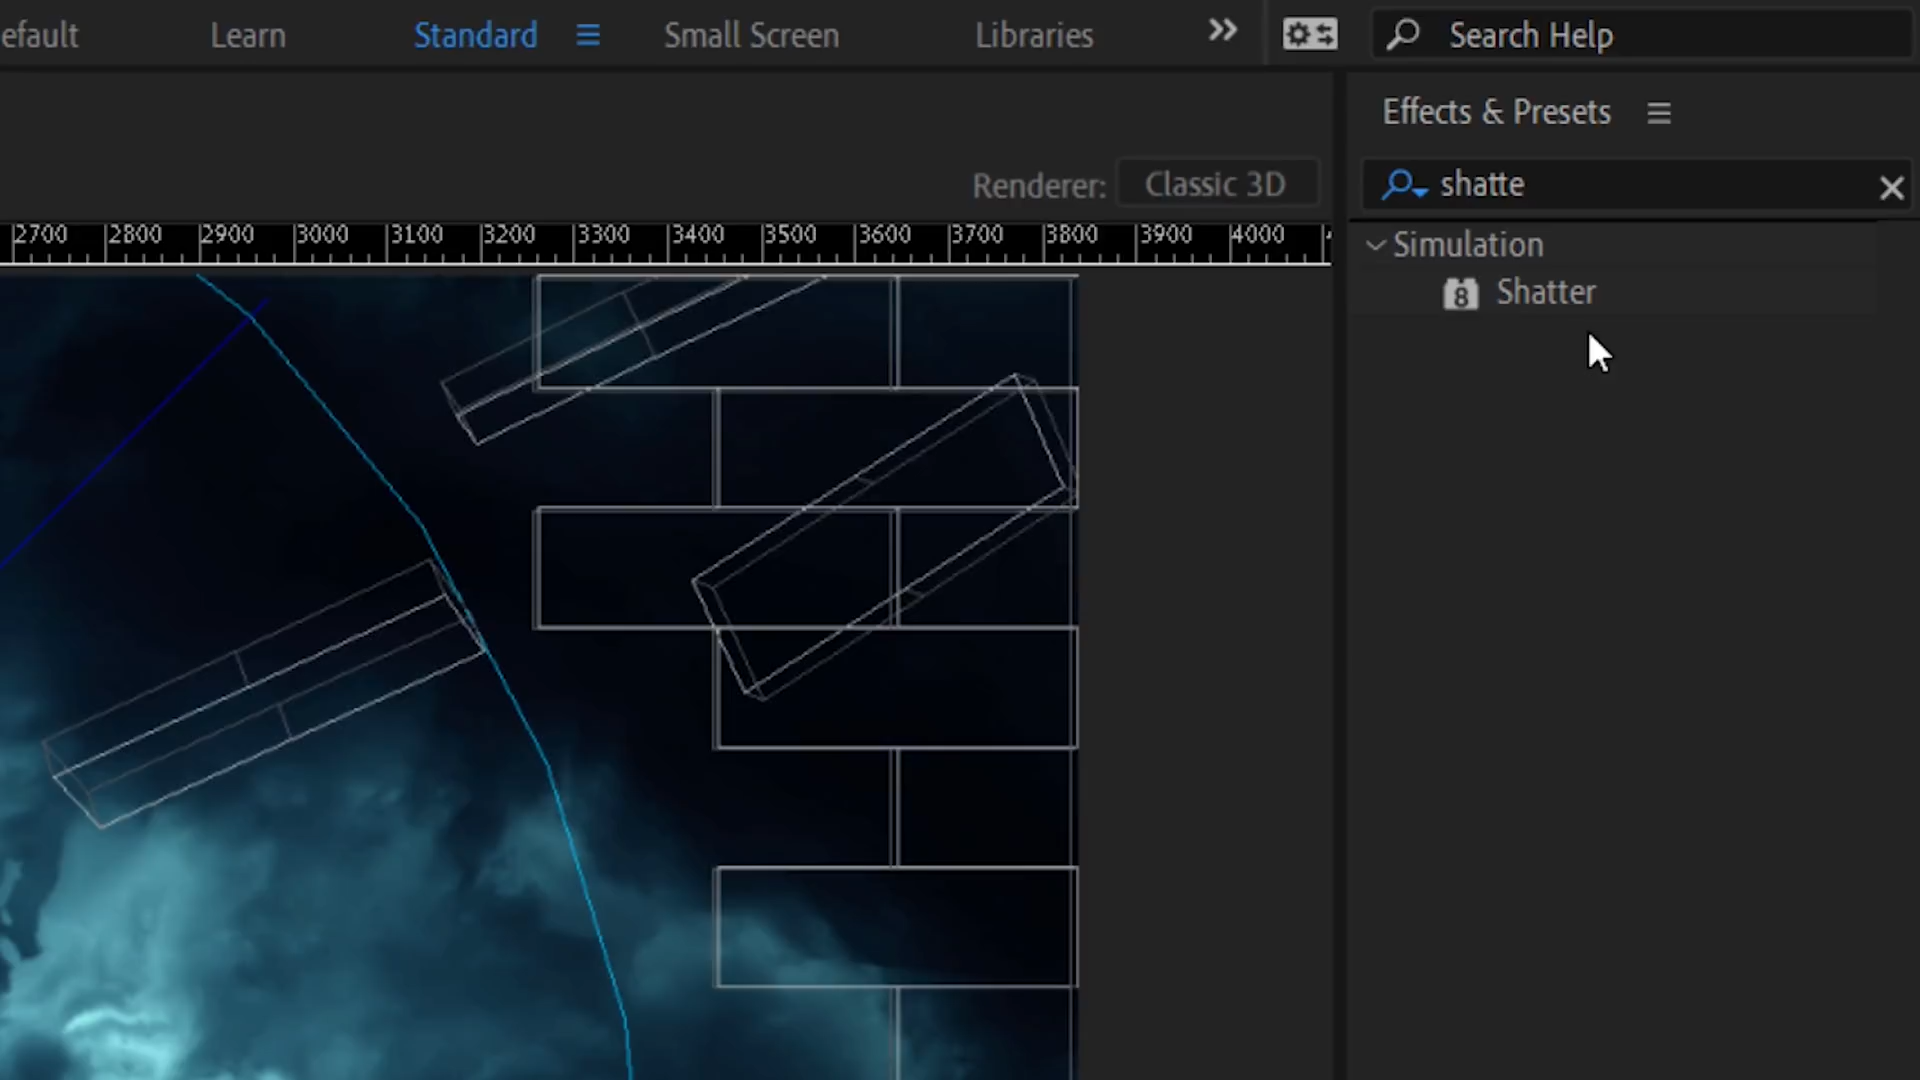 efault Learn Standard Small Screen Libraries Search Help
Effects & Presets
Renderer: Classic 3D
shatte
2700 2800 2900 3000 3100 3200 3300 3400 3500 3600 3700 3800 3900 4000
Simulation
8 Shatter